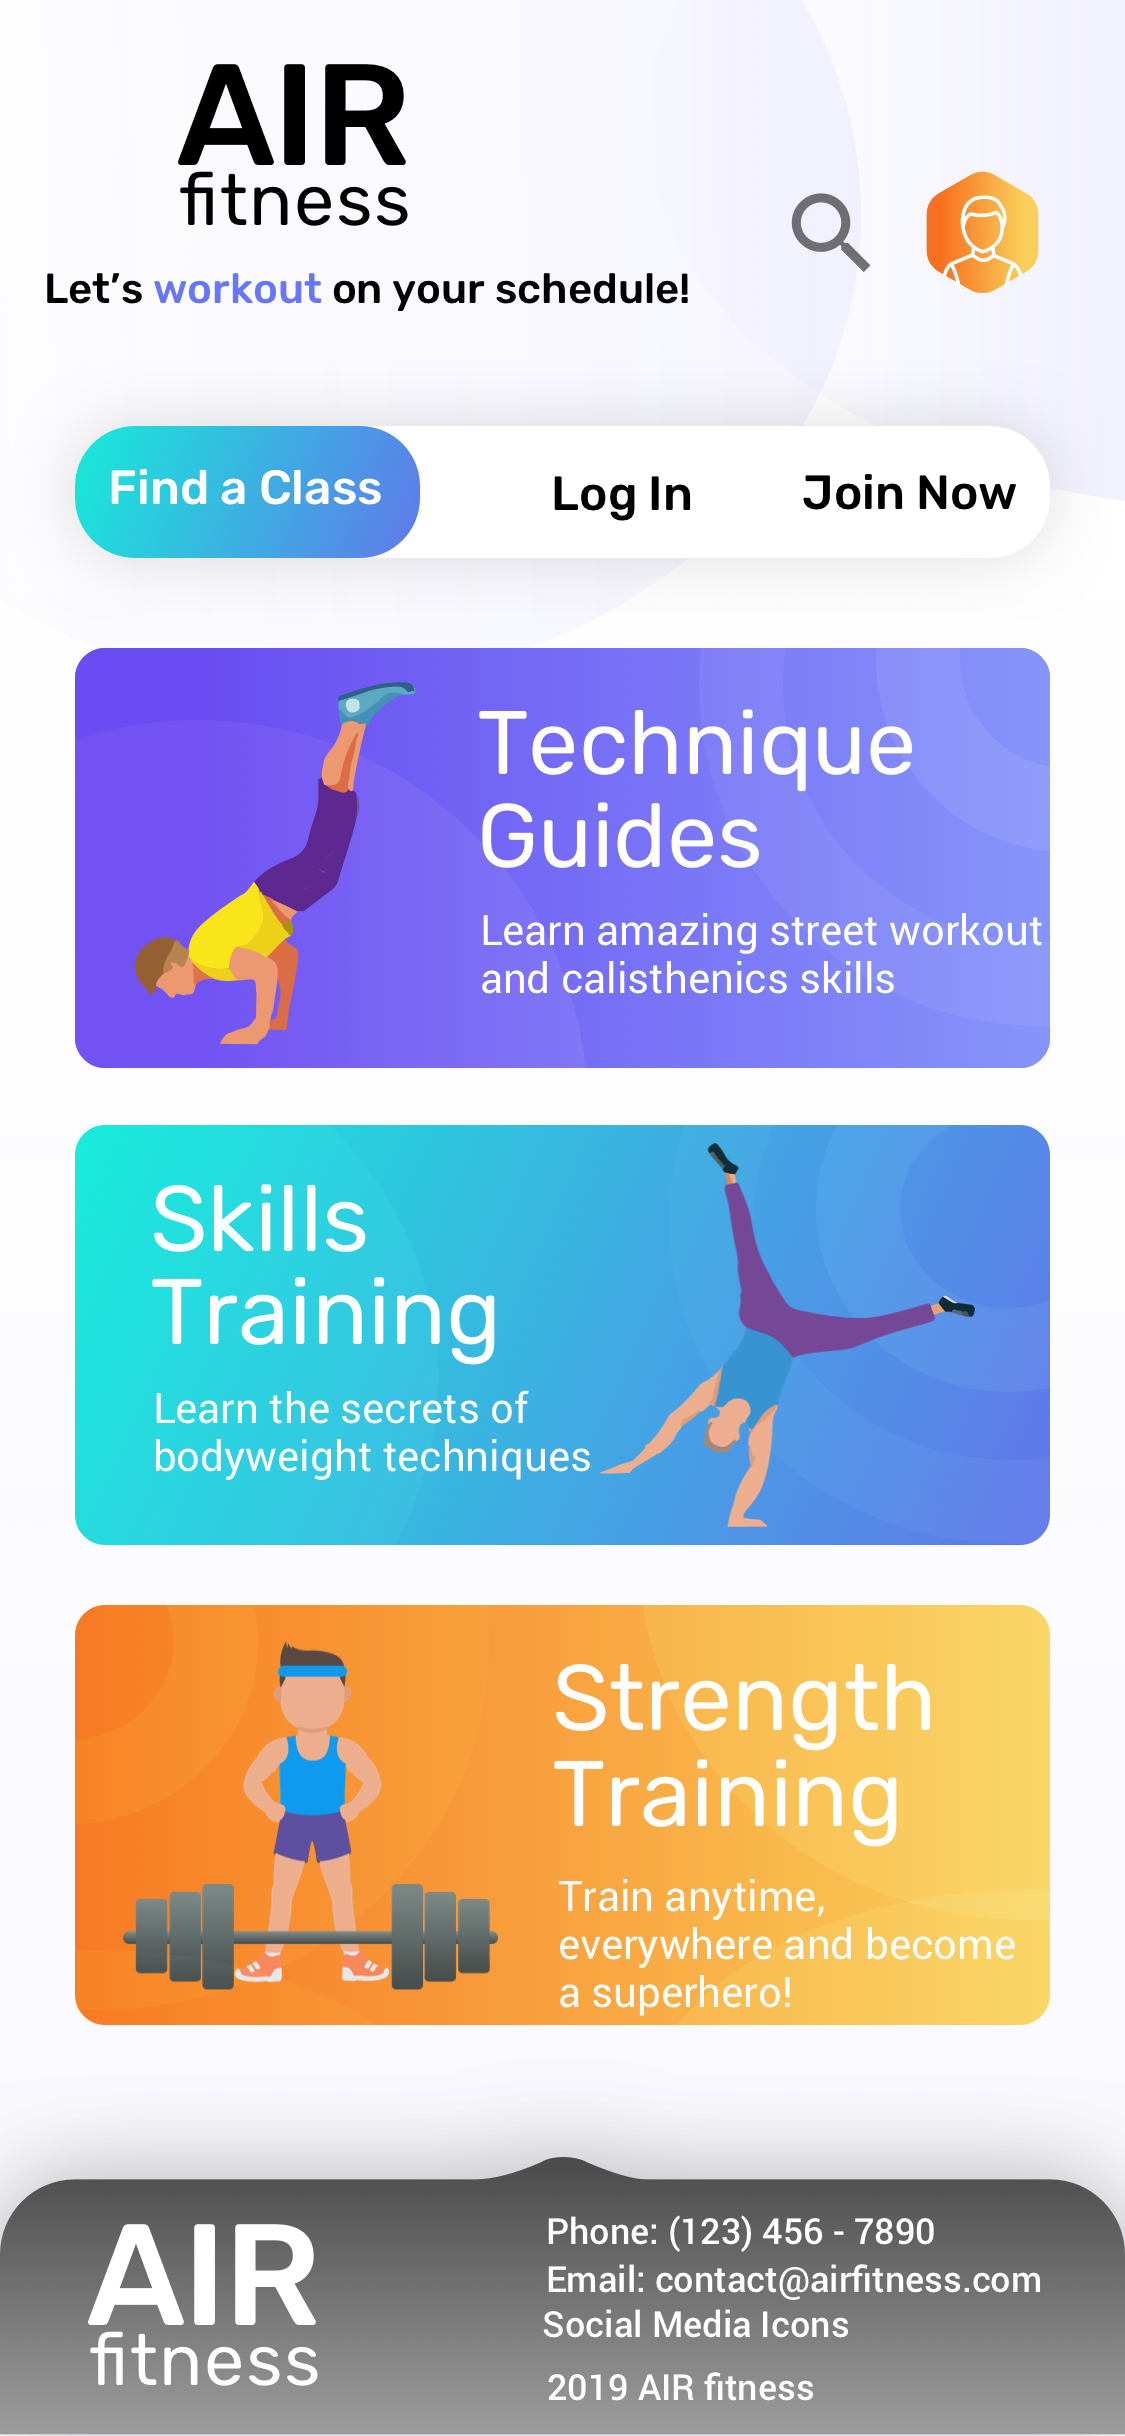 AIR
fitness
Let's workout on your schedule!
Find a Class
Log In
Join Now
Technique
Guides
Learn amazing street workout
and calisthenics skills
Skills
Training
Learn the secrets of
bodyweight techniques
Strength
Training
Train anytime,
everywhere and become
a superhero!
AIR
fitness
Phone: (123) 456 - 7890
Email: contact@airfitness.com
Social Media Icons
2019 AIR fitness